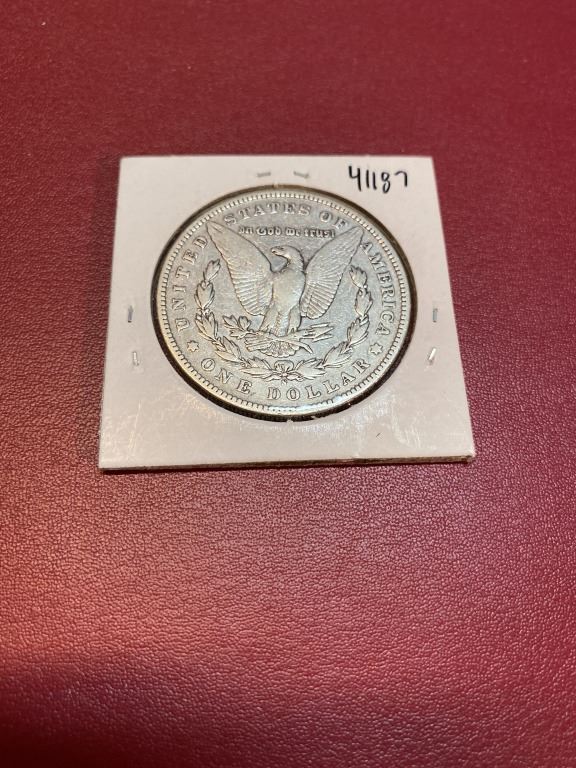 41187
UNITED STATES OF AMERICA
In God we trust
ONE DOLLAR